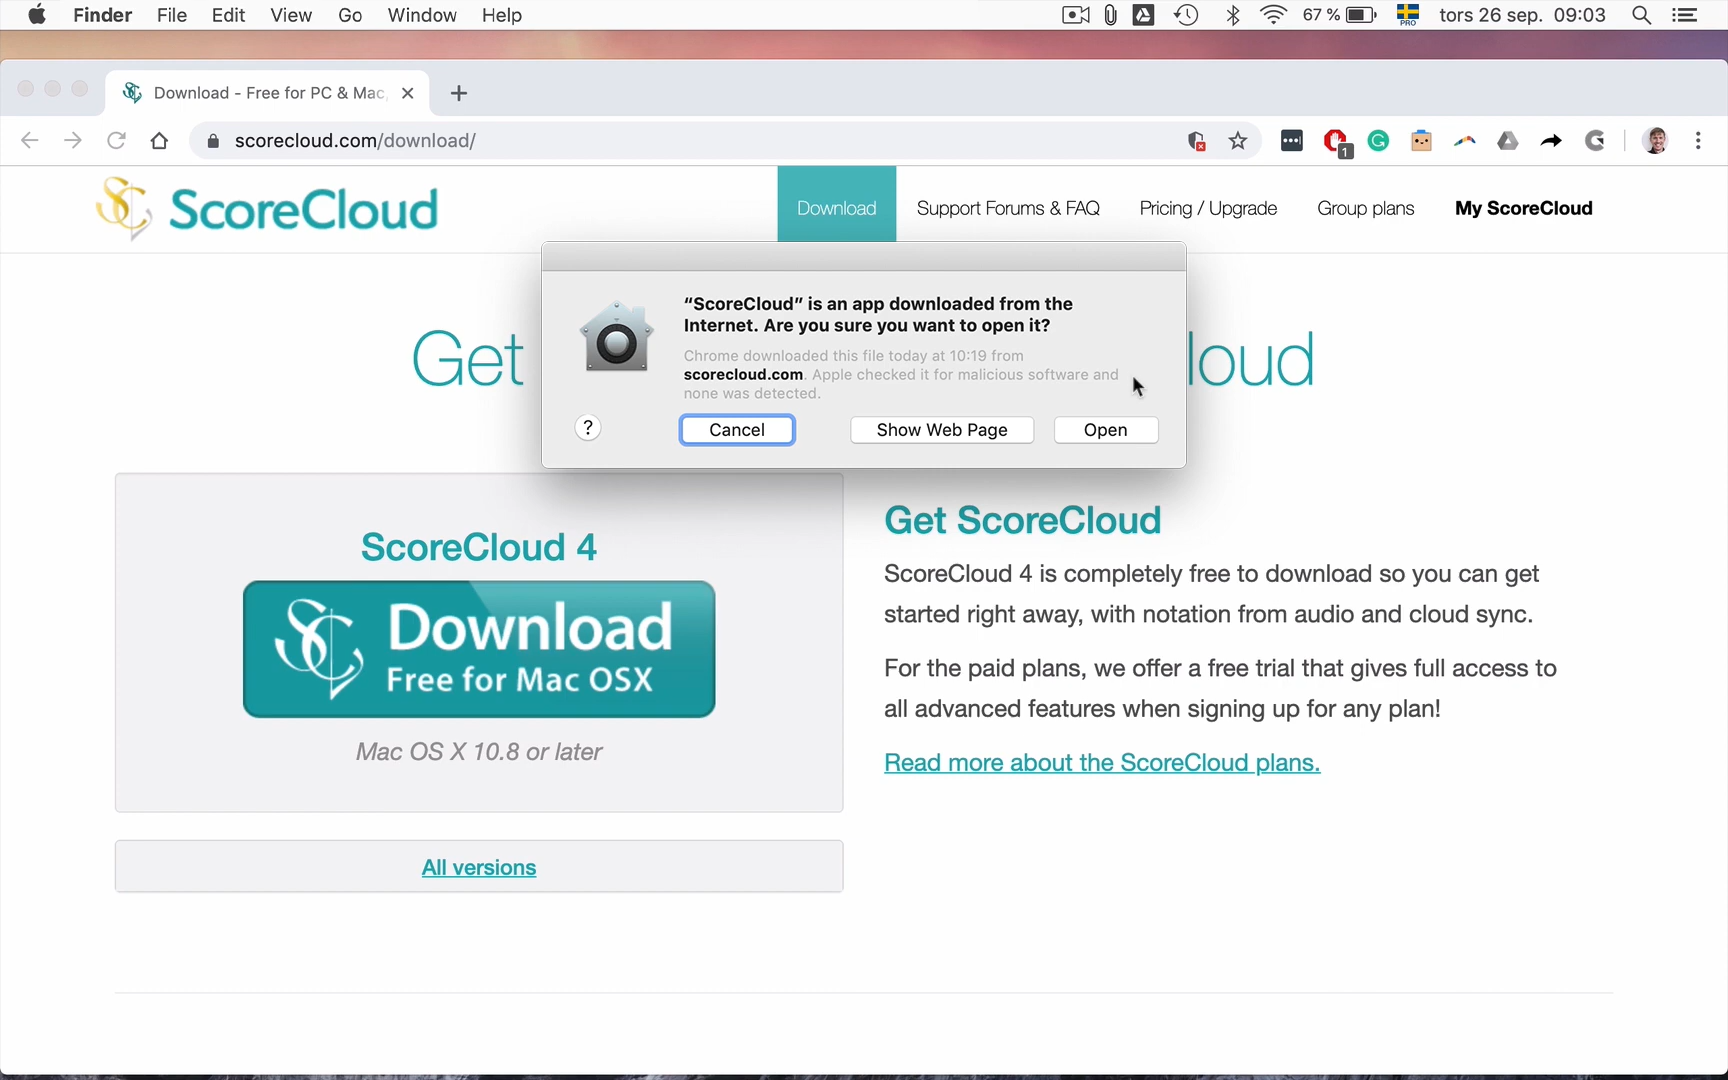 Finder File Edit View Go Window Help 67 % PRO tors 26 sep. 09:03
Download - Free for PC & Mac,
scorecloud.com/download/
1
ScoreCloud
Download Support Forums & FAQ Pricing / Upgrade Group plans My ScoreCloud
"ScoreCloud" is an app downloaded from the
Internet. Are you sure you want to open it?
Chrome downloaded this file today at 10:19 from
scorecloud.com. Apple checked it for malicious software and
none was detected.
? Cancel Show Web Page Open
Get loud
ScoreCloud 4
Download
Free for Mac OSX
Mac OS X 10.8 or later
All versions
Get ScoreCloud
ScoreCloud 4 is completely free to download so you can get
started right away, with notation from audio and cloud sync.
For the paid plans, we offer a free trial that gives full access to
all advanced features when signing up for any plan!
Read more about the ScoreCloud plans.